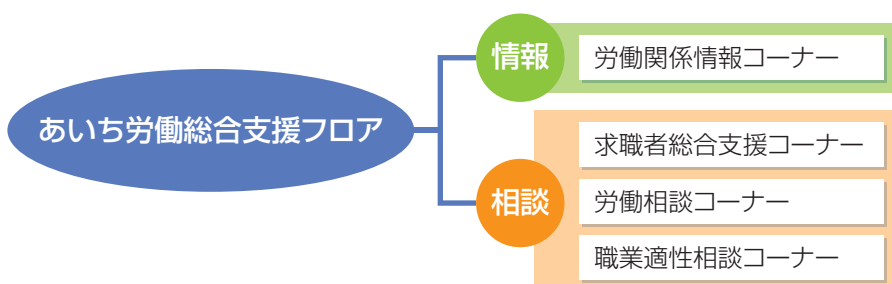 あいち労働総合支援フロア
情報
労働関係情報コーナー
相談
求職者総合支援コーナー
労働相談コーナー
職業適性相談コーナー